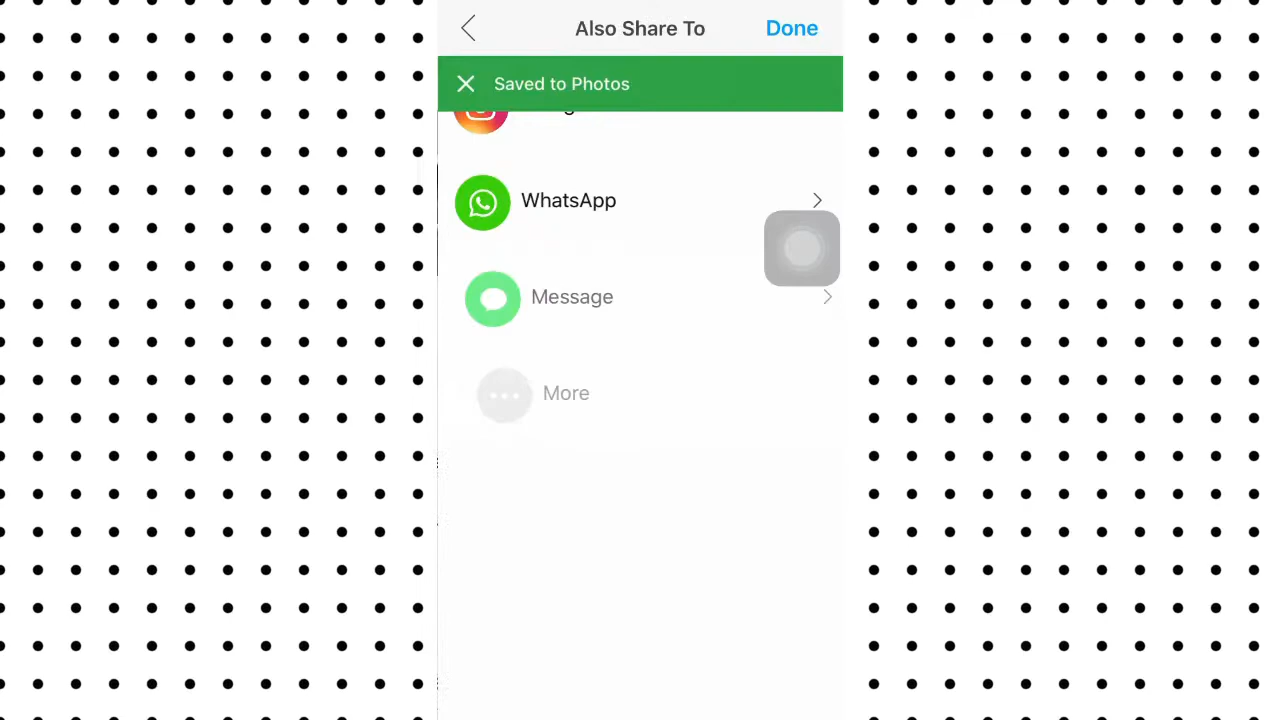 Also Share To
Done
Saved to Photos
WhatsApp
Message
More